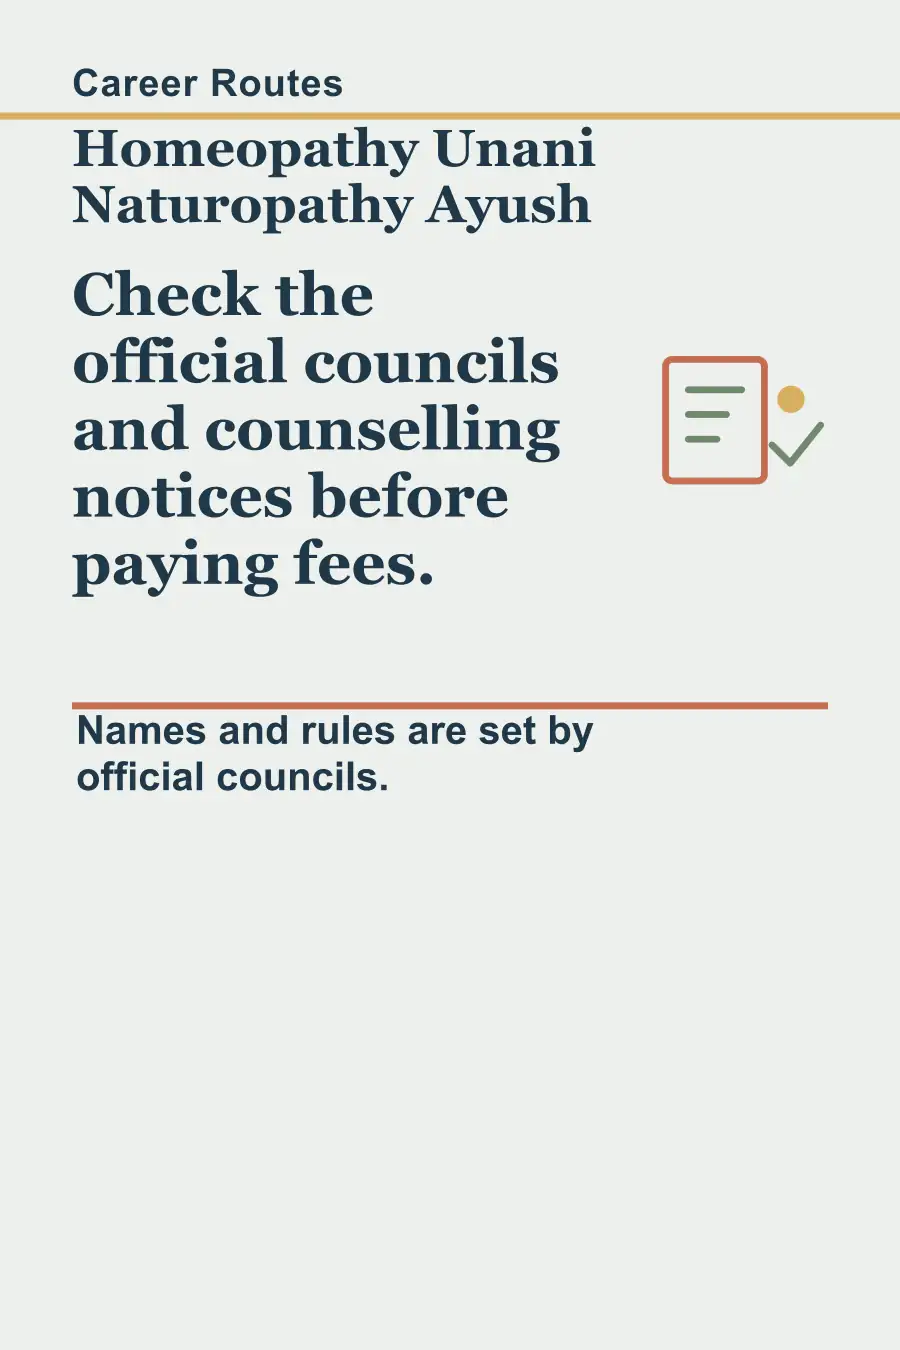 Career Routes
Homeopathy Unani
Naturopathy Ayush
Check the
official councils
and counselling
notices before
paying fees.
Names and rules are set by
official councils.